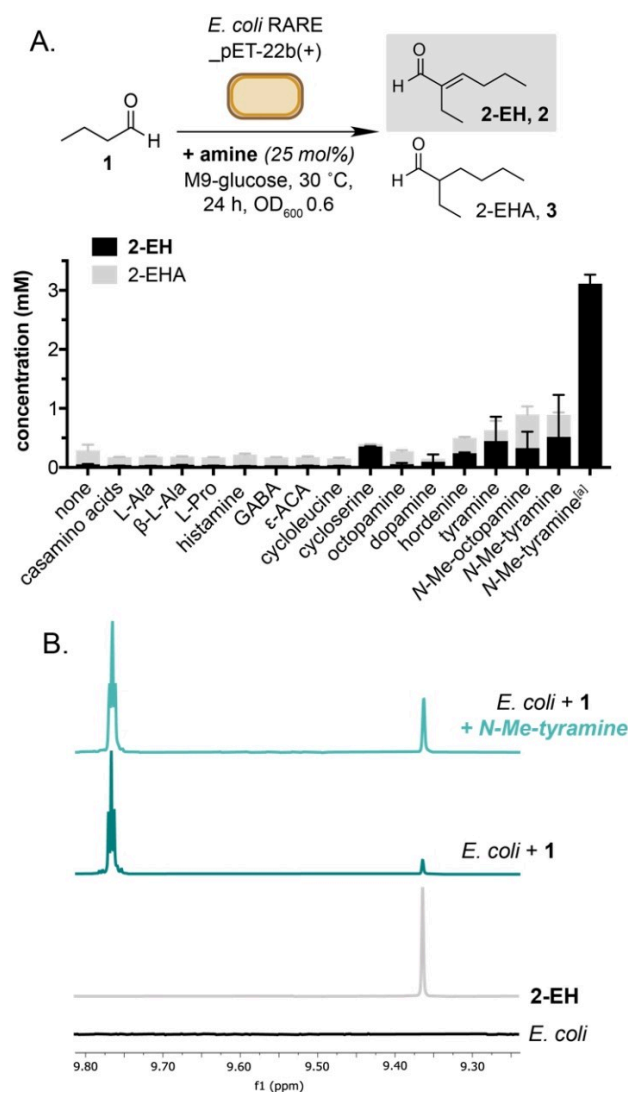 A.
E. coli RARE
_pET-22b(+)
O
H
1
+ amine (25 mol%)
M9-glucose, 30 ˚C,
24 h, OD600 0.6
O
H
2-EH, 2
O
H
2-EHA, 3
2-EH
2-EHA
concentration (mM)
3
2
1
0
none
casamino acids
L-Ala
β-L-Ala
L-Pro
histamine
GABA
ε-ACA
cycloleucine
cycloserine
octopamine
dopamine
hordenine
tyramine
N-Me-octopamine
N-Me-tyramine
N-Me-tyramine[a]
B.
E. coli + 1
+ N-Me-tyramine
E. coli + 1
2-EH
E. coli
9.80 9.70 9.60 9.50 9.40 9.30
f1 (ppm)